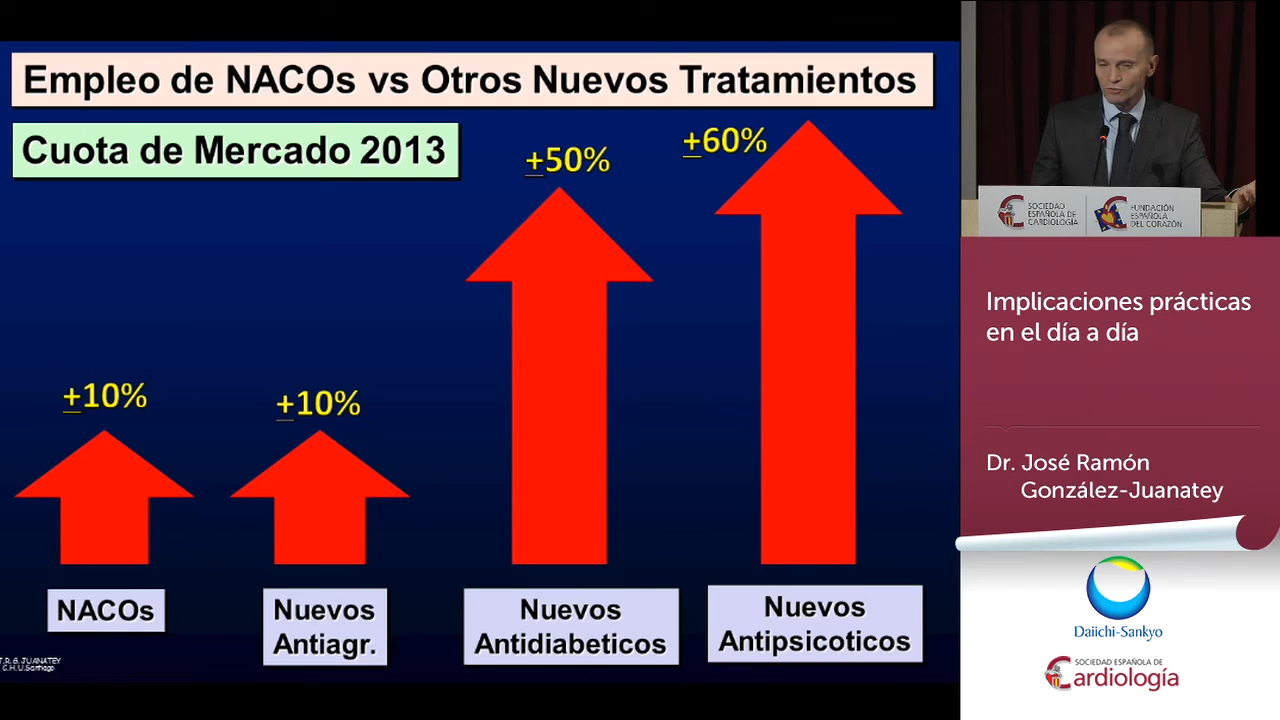 Empleo de NACOs vs Otros Nuevos Tratamientos
Cuota de Mercado 2013
+10%
+10%
+50%
+60%
NACOs
Nuevos
Antiagr.
Nuevos
Antidiabeticos
Nuevos
Antipsicoticos
J.R.G.JUANATEY
C.H.U.Santiago
SOCIEDAD
ESPAÑOLA DE
CARDIOLOGÍA
FUNDACIÓN
ESPAÑOLA
DEL CORAZÓN
Implicaciones prácticas
en el día a día
Dr. José Ramón
González-Juanatey
Daiichi-Sankyo
SOCIEDAD ESPAÑOLA DE
Cardiología